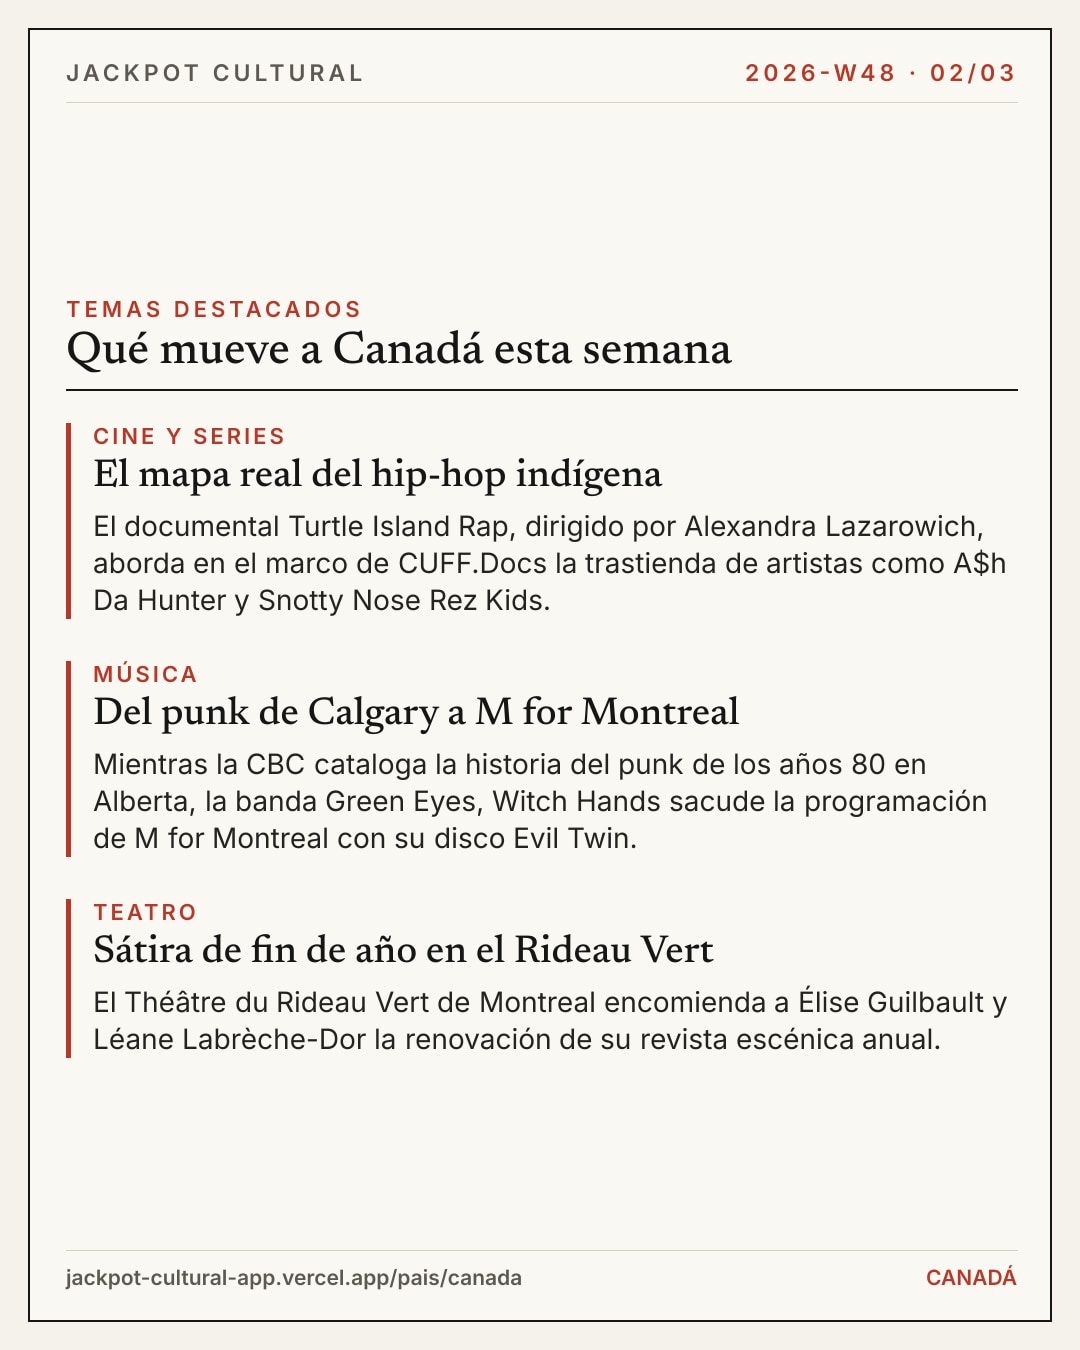 JACKPOT CULTURAL
2026-W48 · 02/03
TEMAS DESTACADOS
Qué mueve a Canadá esta semana
CINE Y SERIES
El mapa real del hip-hop indígena
El documental Turtle Island Rap, dirigido por Alexandra Lazarowich,
aborda en el marco de CUFF.Docs la trastienda de artistas como A$h
Da Hunter y Snotty Nose Rez Kids.
MÚSICA
Del punk de Calgary a M for Montreal
Mientras la CBC cataloga la historia del punk de los años 80 en
Alberta, la banda Green Eyes, Witch Hands sacude la programación
de M for Montreal con su disco Evil Twin.
TEATRO
Sátira de fin de año en el Rideau Vert
El Théâtre du Rideau Vert de Montreal encomienda a Élise Guilbault y
Léane Labrèche-Dor la renovación de su revista escénica anual.
jackpot-cultural-app.vercel.app/pais/canada
CANADÁ